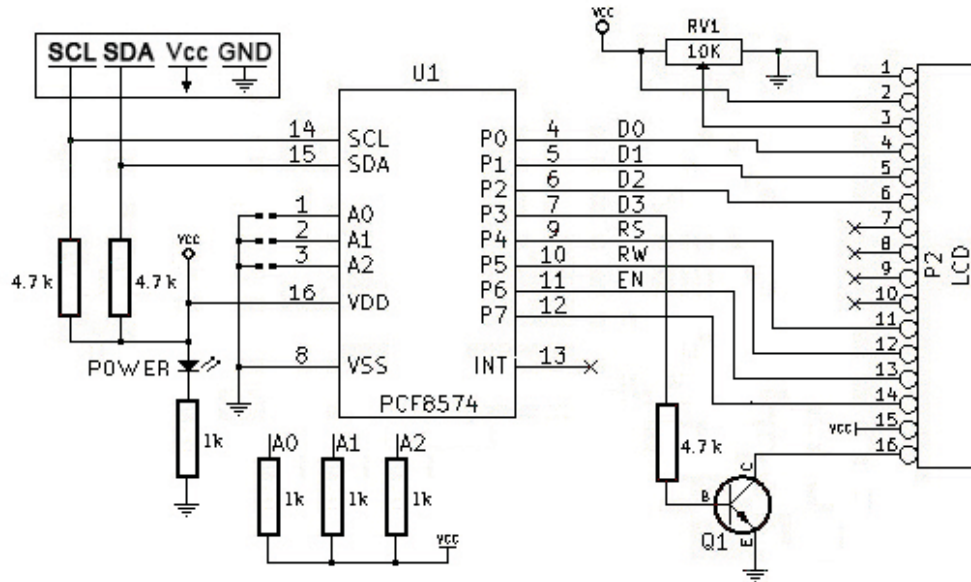 SCL SDA Vcc GND
VCC
RV1
10K
U1
14 SCL
15 SDA
1 A0
2 A1
3 A2
16 VDD
8 VSS
PCF8574
P0 4 D0
P1 5 D1
P2 6 D2
P3 7 D3
P4 9 RS
P5 10 RW
P6 11 EN
P7 12
INT 13
1
2
3
4
5
6
7
8
9
10
11
12
13
14
VCC 15
16
P2
LCD
4.7k
4.7k
VCC
POWER
1k
A0 A1 A2
1k 1k 1k
VCC
4.7k
B
C
E
Q1